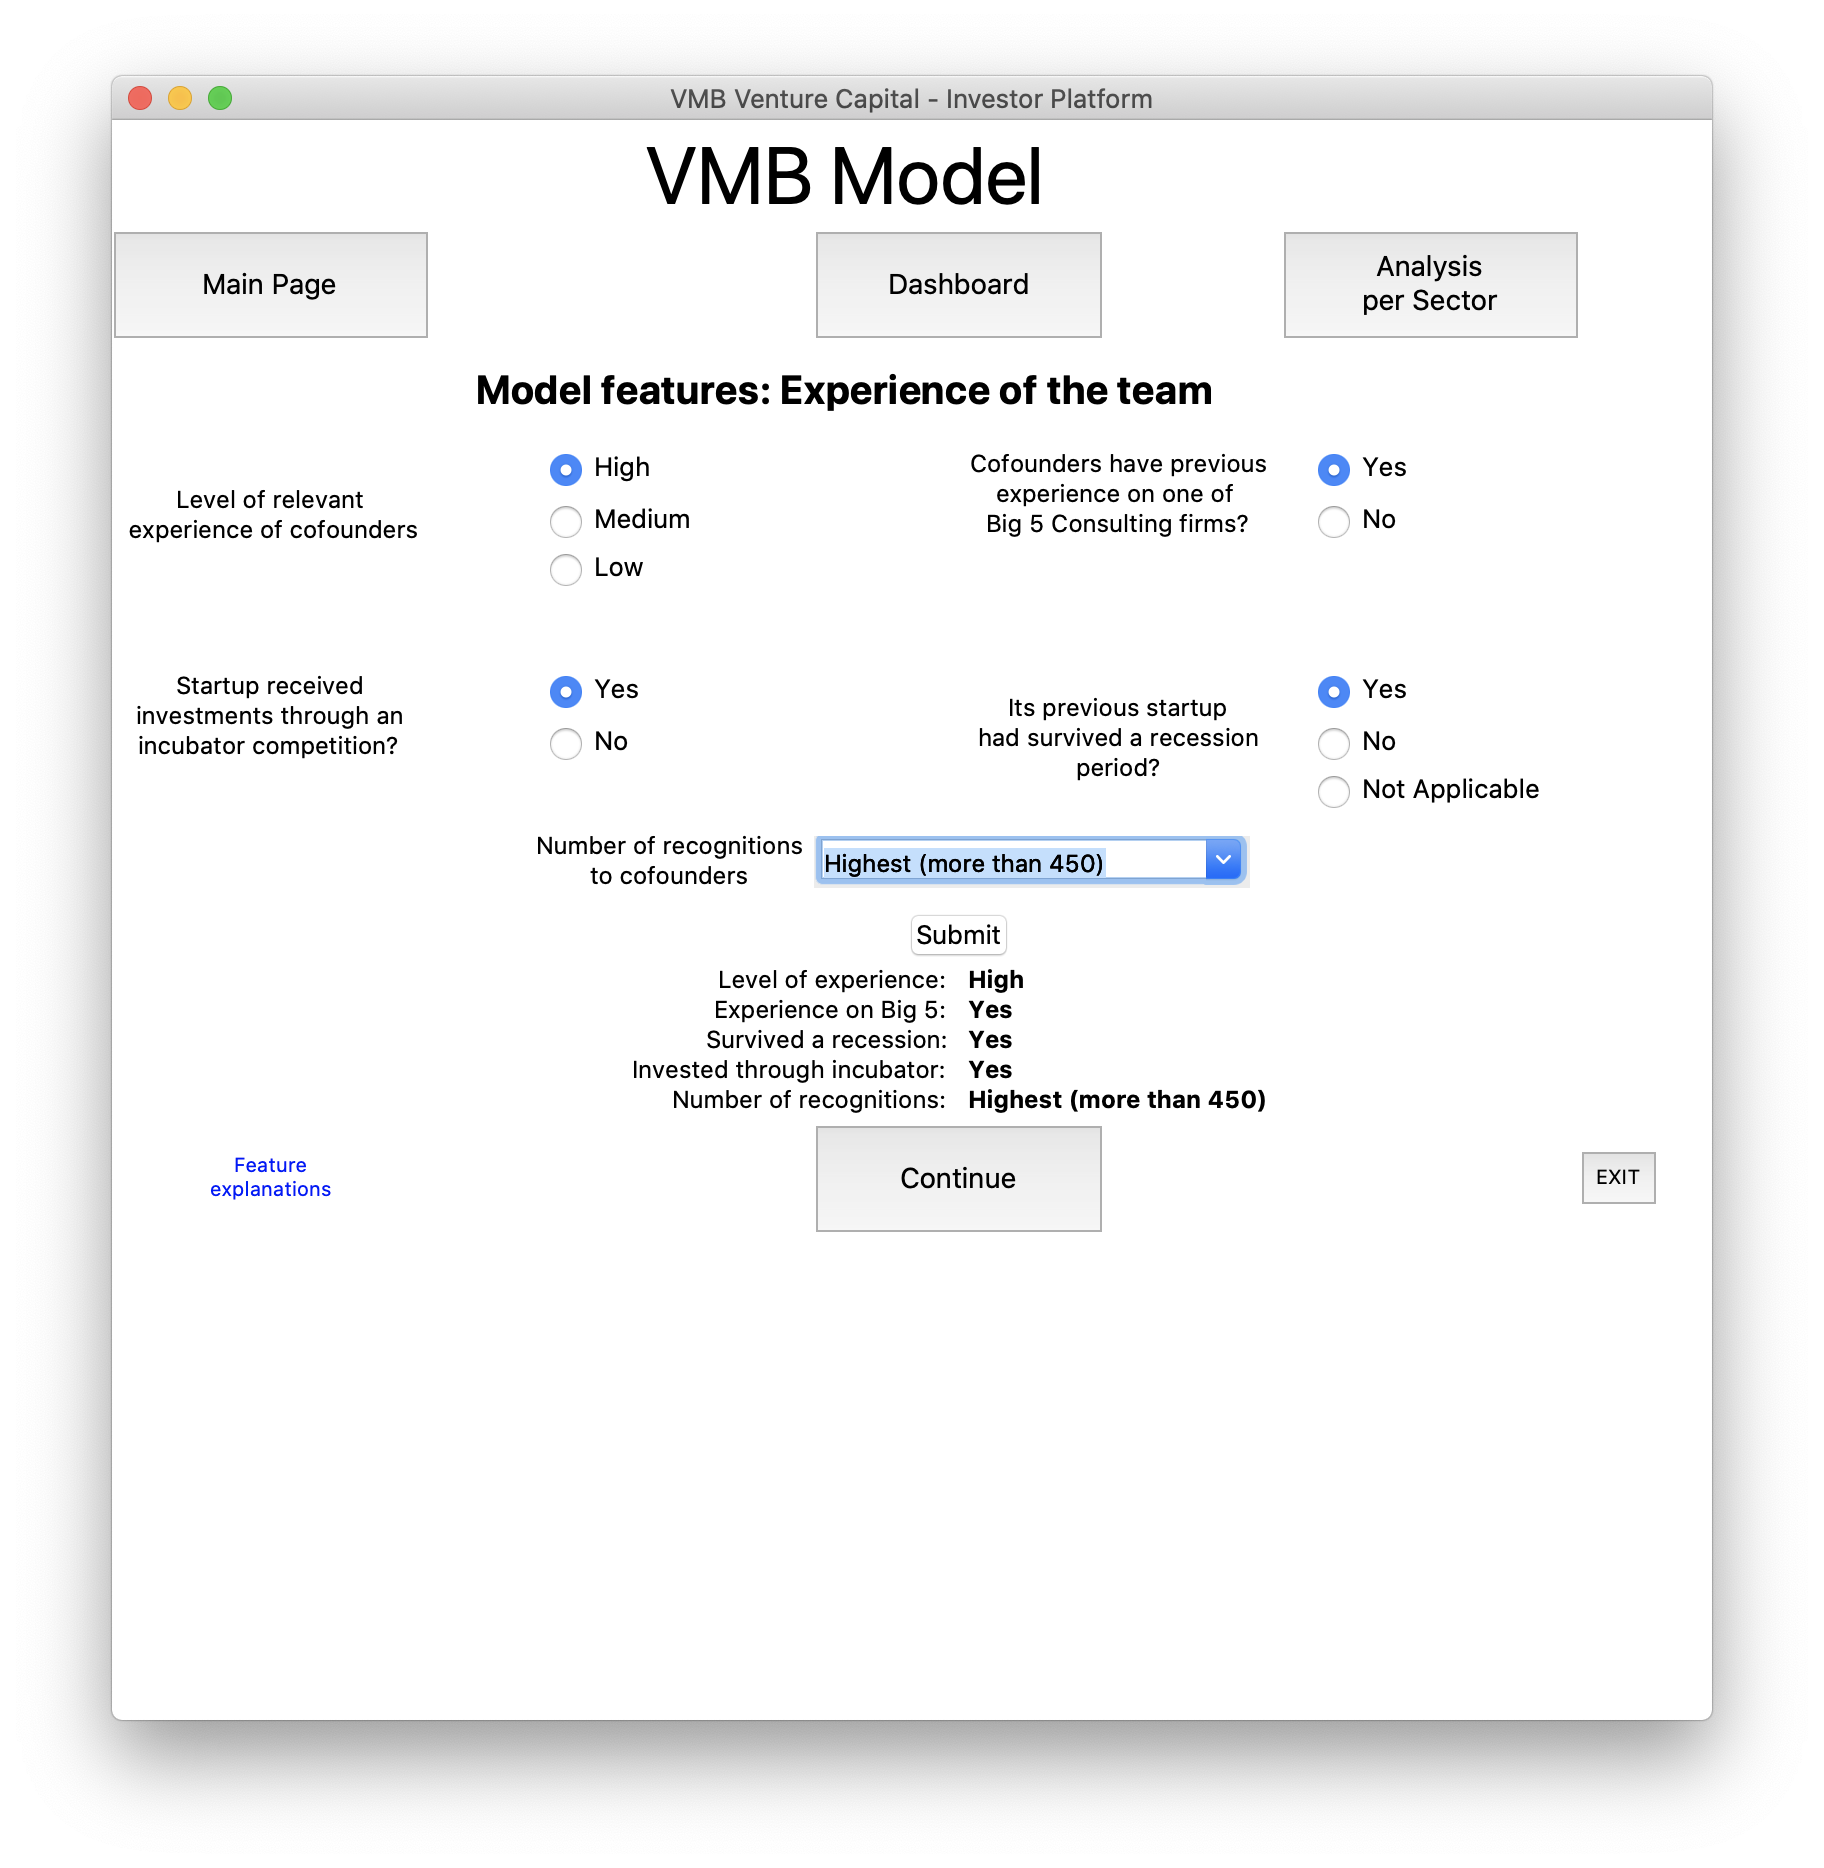 VMB Venture Capital - Investor Platform
VMB Model
Main Page
Dashboard
Analysis
per Sector
Model features: Experience of the team
Level of relevant
experience of cofounders
High
Medium
Low
Cofounders have previous
experience on one of
Big 5 Consulting firms?
Yes
No
Startup received
investments through an
incubator competition?
Yes
No
Its previous startup
had survived a recession
period?
Yes
No
Not Applicable
Number of recognitions
to cofounders
Highest (more than 450)
Submit
Level of experience: High
Experience on Big 5: Yes
Survived a recession: Yes
Invested through incubator: Yes
Number of recognitions: Highest (more than 450)
Feature
explanations
Continue
EXIT